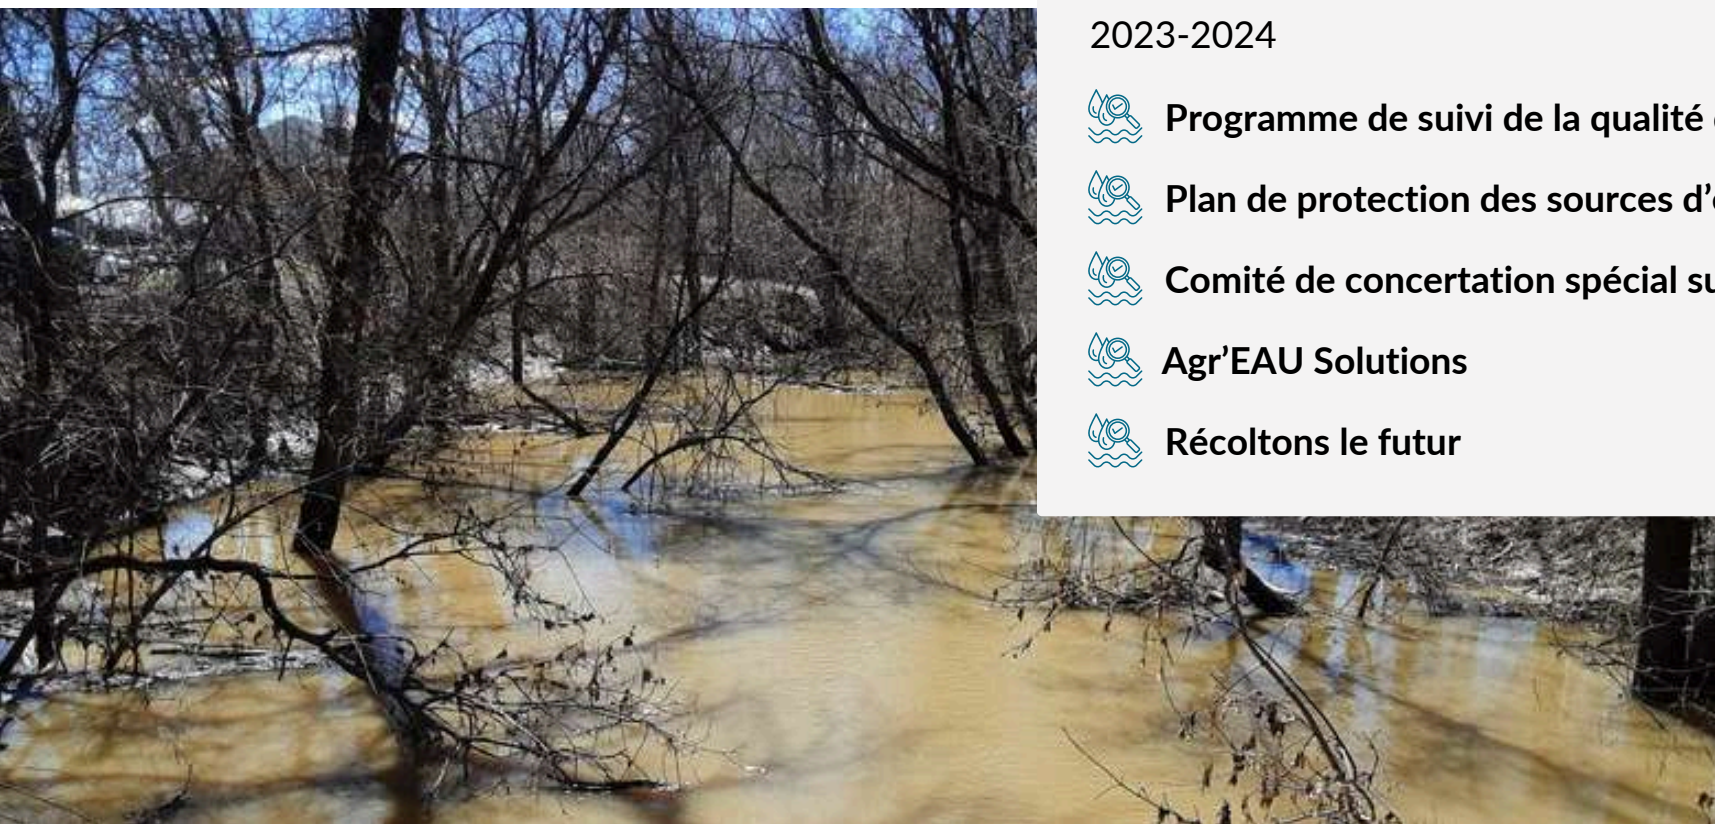 2023-2024
Programme de suivi de la qualité
Plan de protection des sources
Comité de concertation spécial
Agr’EAU Solutions
Récoltons le futur